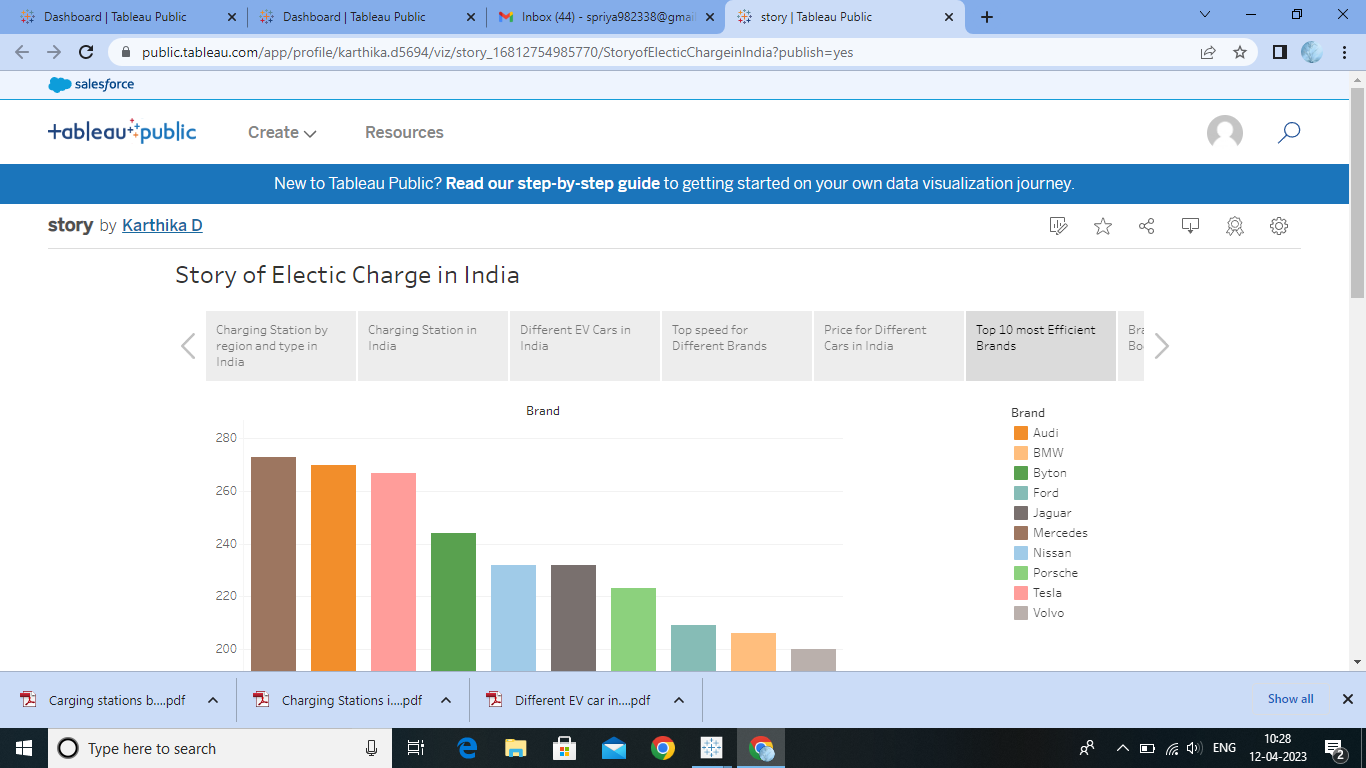 Dashboard | Tableau Public
Dashboard | Tableau Public
Inbox (44) - spriya982338@gmai
story | Tableau Public
public.tableau.com/app/profile/karthika.d5694/viz/story_16812754985770/StoryofElecticChargeinIndia?publish=yes
salesforce
+ableau+public
Create
Resources
New to Tableau Public? Read our step-by-step guide to getting started on your own data visualization journey.
story by Karthika D
Story of Electic Charge in India
Charging Station by
region and type in
India
Charging Station in
India
Different EV Cars in
India
Top speed for
Different Brands
Price for Different
Cars in India
Top 10 most Efficient
Brands
Bra
Bo
Brand
280
260
240
220
200
Brand
Audi
BMW
Byton
Ford
Jaguar
Mercedes
Nissan
Porsche
Tesla
Volvo
Carging stations b....pdf
Charging Stations i....pdf
Different EV car in....pdf
Show all
Type here to search
ENG
10:28
12-04-2023
2